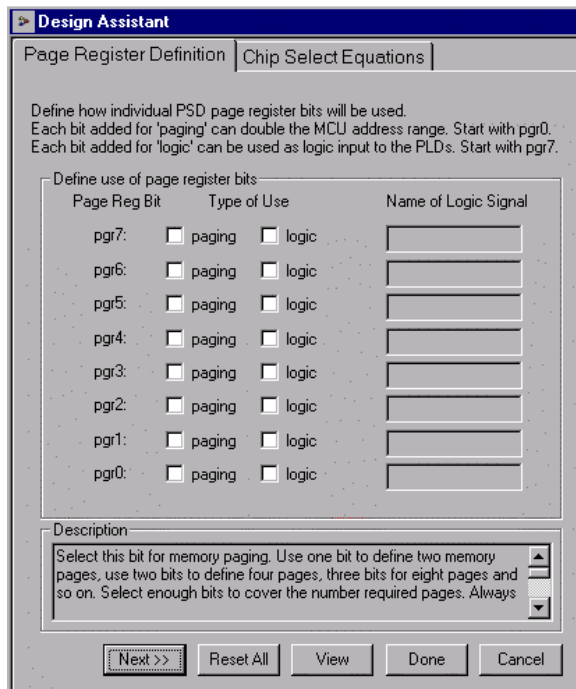 Design Assistant
Page Register Definition
Chip Select Equations
Define how individual PSD page register bits will be used.
Each bit added for 'paging' can double the MCU address range. Start with pgr0.
Each bit added for 'logic' can be used as logic input to the PLDs. Start with pgr7.
Define use of page register bits
Page Reg Bit Type of Use Name of Logic Signal
pgr7: paging logic
pgr6: paging logic
pgr5: paging logic
pgr4: paging logic
pgr3: paging logic
pgr2: paging logic
pgr1: paging logic
pgr0: paging logic
Description
Select this bit for memory paging. Use one bit to define two memory
pages, use two bits to define four pages, three bits for eight pages and
so on. Select enough bits to cover the number required pages. Always
Next >> Reset All View Done Cancel